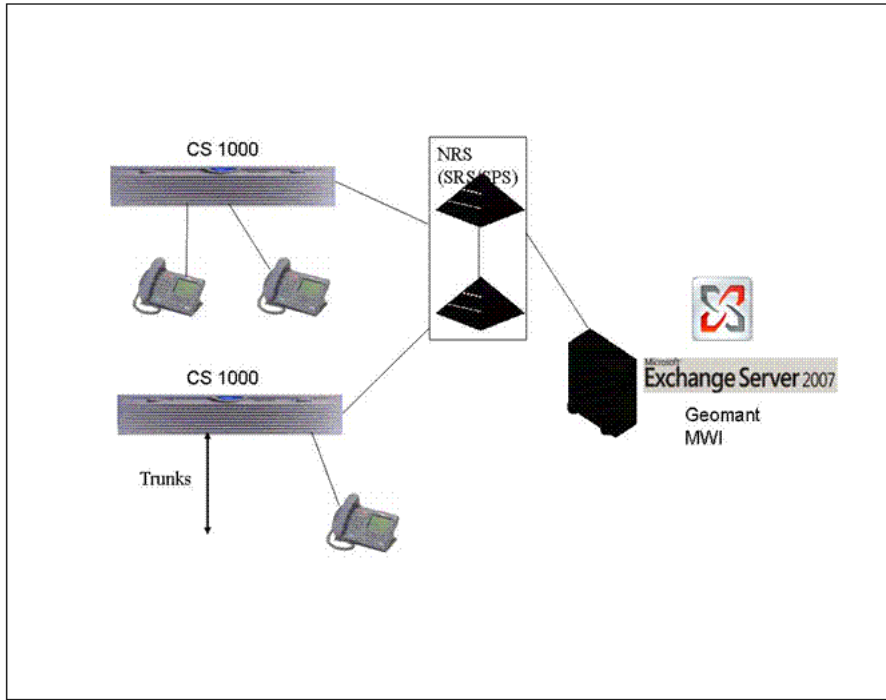 CS 1000
NRS
(SRS/SPS)
CS 1000
Trunks
Microsoft
Exchange Server 2007
Geomant
MWI